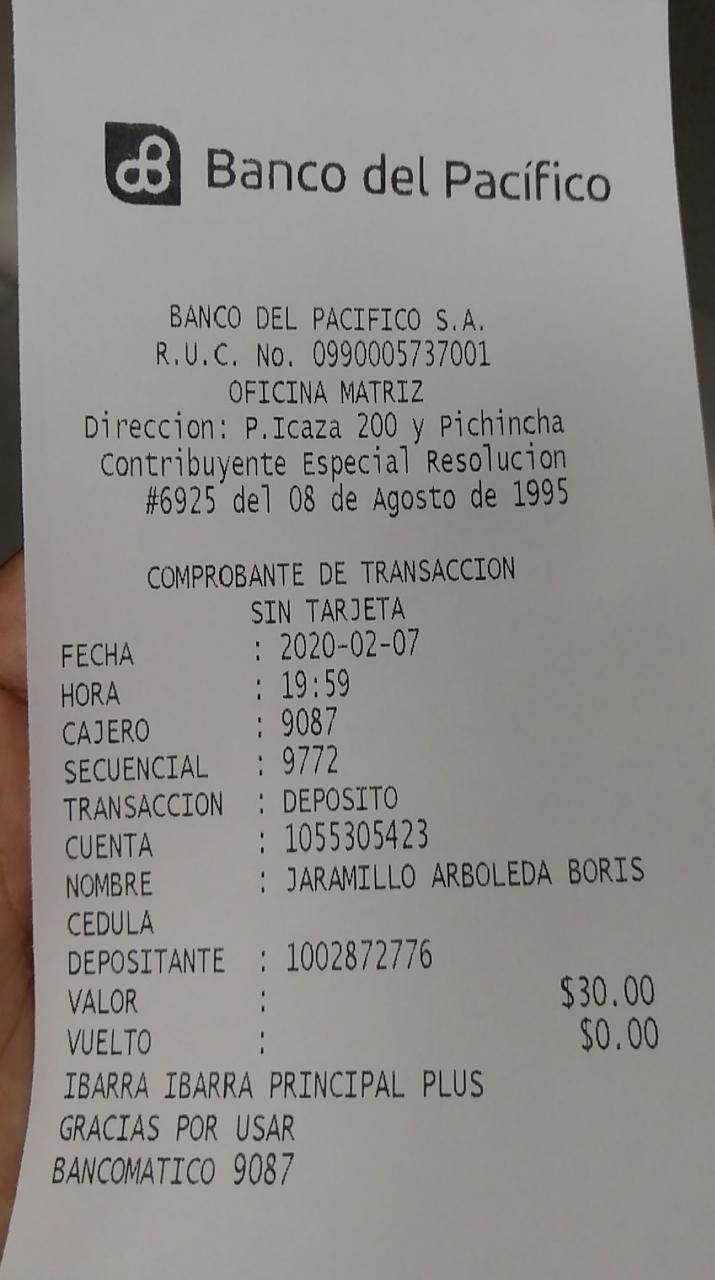 Banco del Pacífico
BANCO DEL PACIFICO S.A.
R.U.C. No. 0990005737001
OFICINA MATRIZ
Direccion: P.Icaza 200 y Pichincha
Contribuyente Especial Resolucion
#6925 del 08 de Agosto de 1995
COMPROBANTE DE TRANSACCION
SIN TARJETA
FECHA : 2020-02-07
HORA : 19:59
CAJERO : 9087
SECUENCIAL : 9772
TRANSACCION : DEPOSITO
CUENTA : 1055305423
NOMBRE : JARAMILLO ARBOLEDA BORIS
CEDULA
DEPOSITANTE : 1002872776
VALOR : $30.00
VUELTO : $0.00
IBARRA IBARRA PRINCIPAL PLUS
GRACIAS POR USAR
BANCOMATICO 9087